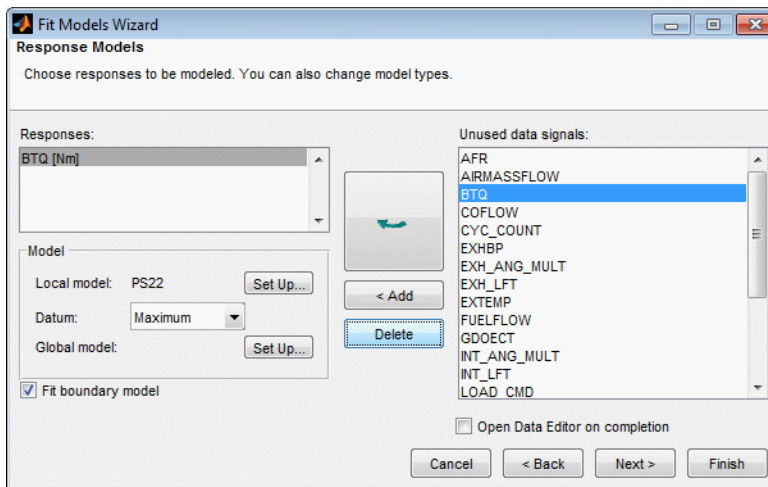 Fit Models Wizard
Response Models
Choose responses to be modeled. You can also change model types.
Responses:
BTQ [Nm]
Model
Local model: PS22 Set Up...
Datum: Maximum
Global model: Set Up...
Fit boundary model
< Add
Delete
Unused data signals:
AFR
AIRMASSFLOW
BTQ
COFLOW
CYC_COUNT
EXHBP
EXH_ANG_MULT
EXH_LFT
EXTEMP
FUELFLOW
GDOECT
INT_ANG_MULT
INT_LFT
LOAD_CMD
Open Data Editor on completion
Cancel < Back Next > Finish